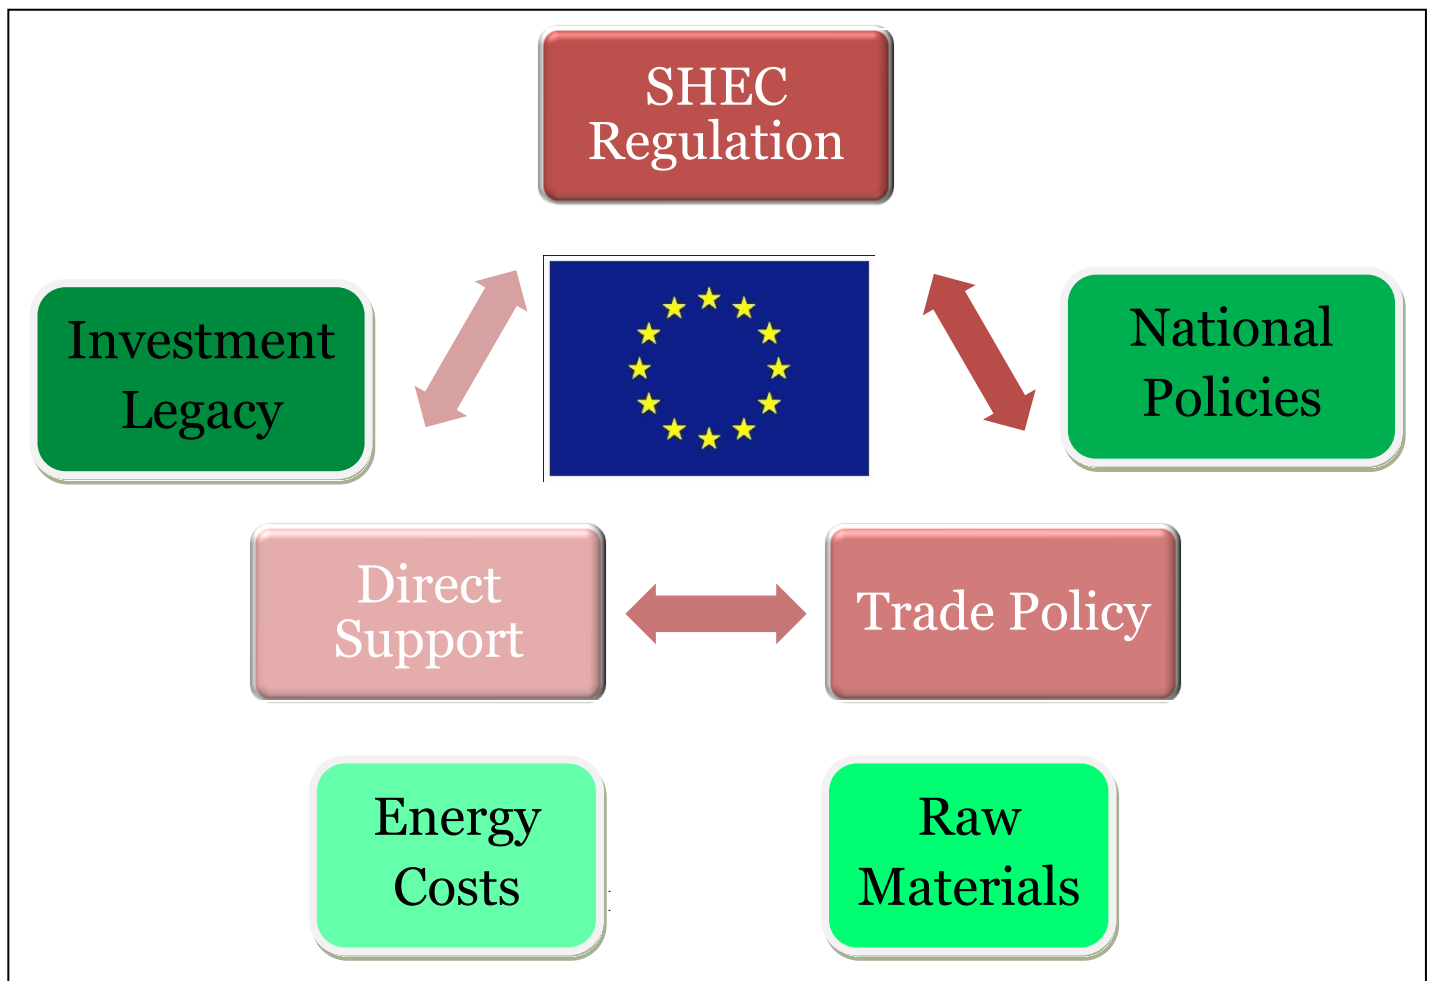 SHEC
Regulation
Investment
Legacy
National
Policies
Direct
Support
Trade Policy
Energy
Costs
Raw
Materials